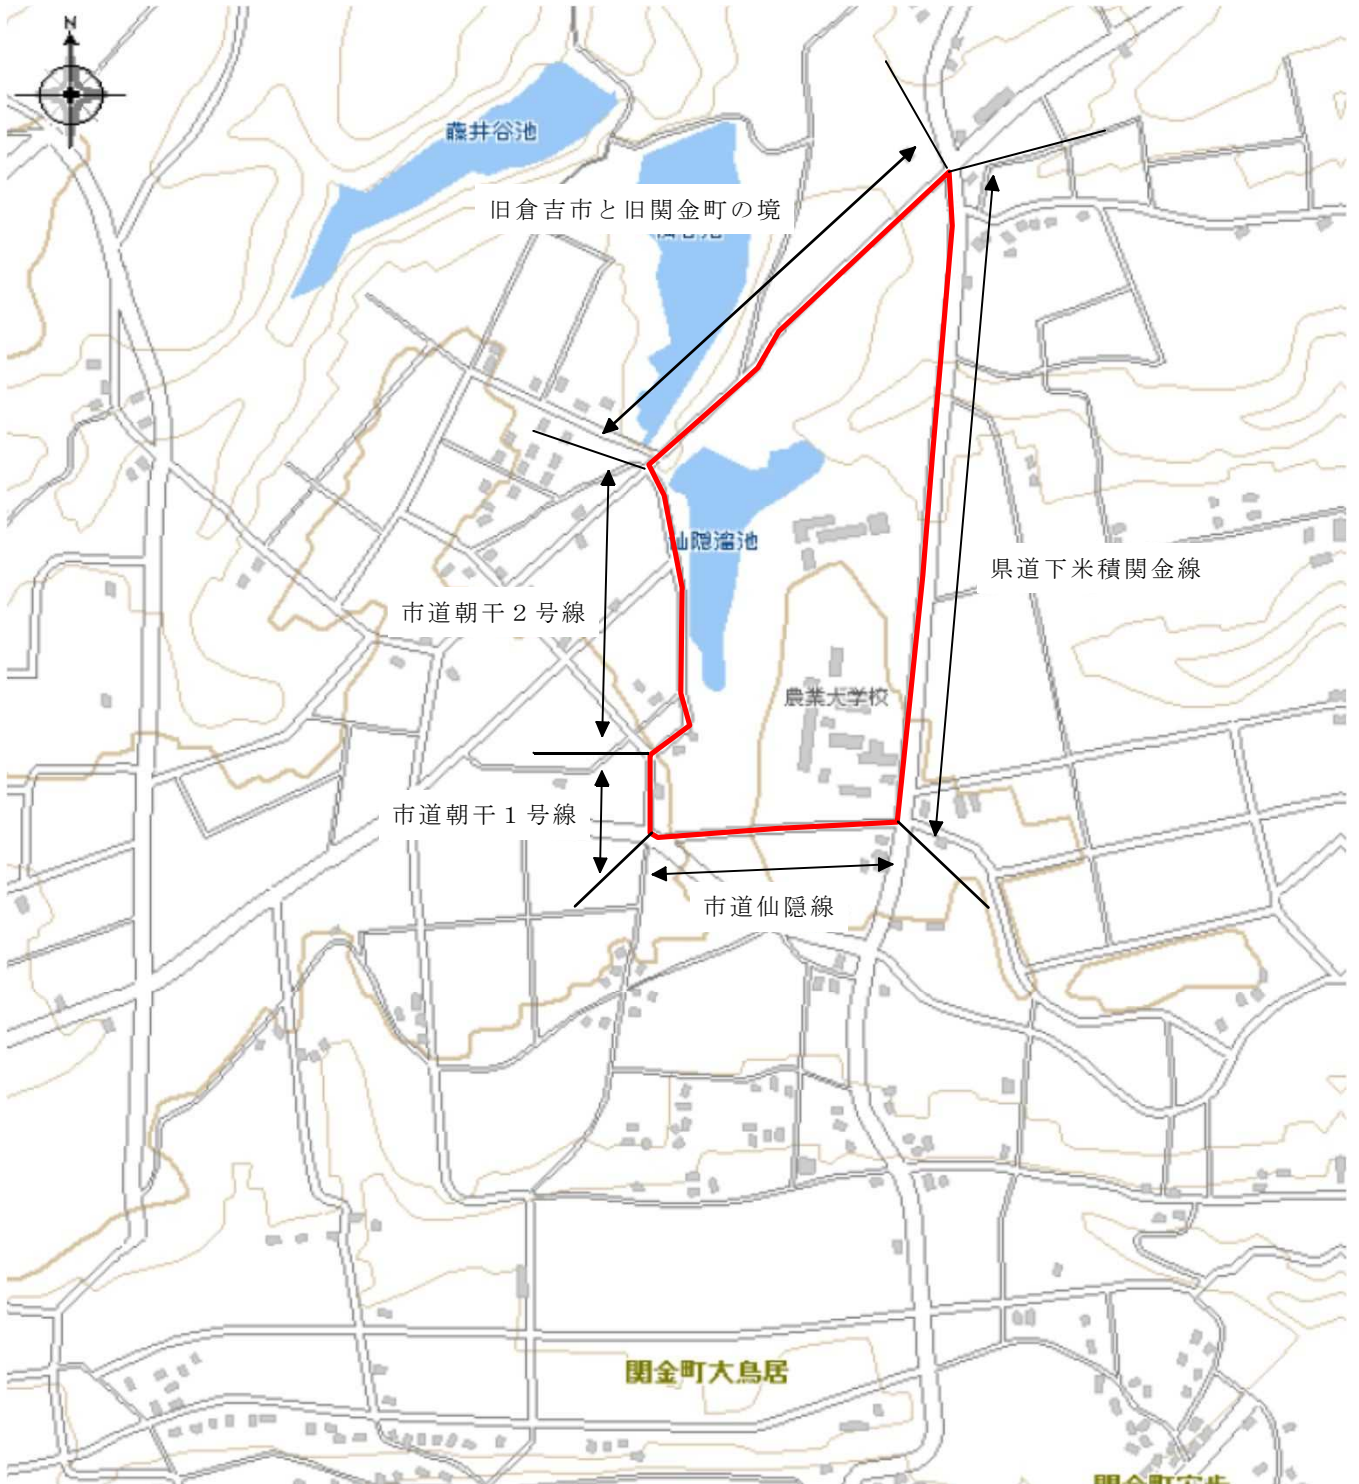 N
藤井谷池
旧倉吉市と旧関金町の境
仙隠溜池
県道下米積関金線
市道朝干２号線
農業大学校
市道朝干１号線
市道仙隠線
関金町大鳥居